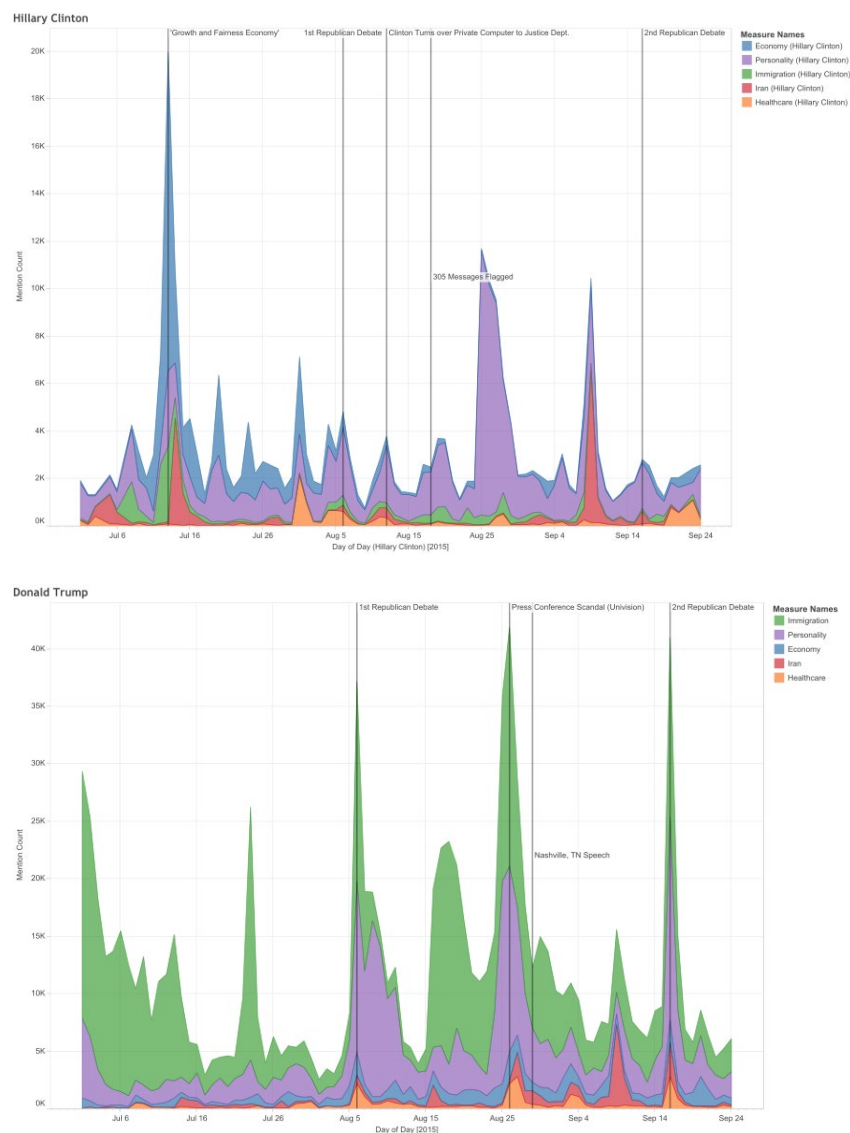 Hillary Clinton
'Growth and Fairness Economy'
1st Republican Debate
Clinton Turns over Private Computer to Justice Dept.
2nd Republican Debate
305 Messages Flagged
Measure Names
Economy (Hillary Clinton)
Personality (Hillary Clinton)
Immigration (Hillary Clinton)
Iran (Hillary Clinton)
Healthcare (Hillary Clinton)
Mention Count
20K
18K
16K
14K
12K
10K
8K
6K
4K
2K
0K
Jul 6 Jul 16 Jul 26 Aug 5 Aug 15 Aug 25 Sep 4 Sep 14 Sep 24
Day of Day (Hillary Clinton) [2015]
Donald Trump
1st Republican Debate
Press Conference Scandal (Univision)
2nd Republican Debate
Nashville, TN Speech
Measure Names
Immigration
Personality
Economy
Iran
Healthcare
Mention Count
40K
35K
30K
25K
20K
15K
10K
5K
0K
Jul 6 Jul 16 Jul 26 Aug 5 Aug 15 Aug 25 Sep 4 Sep 14 Sep 24
Day of Day [2015]